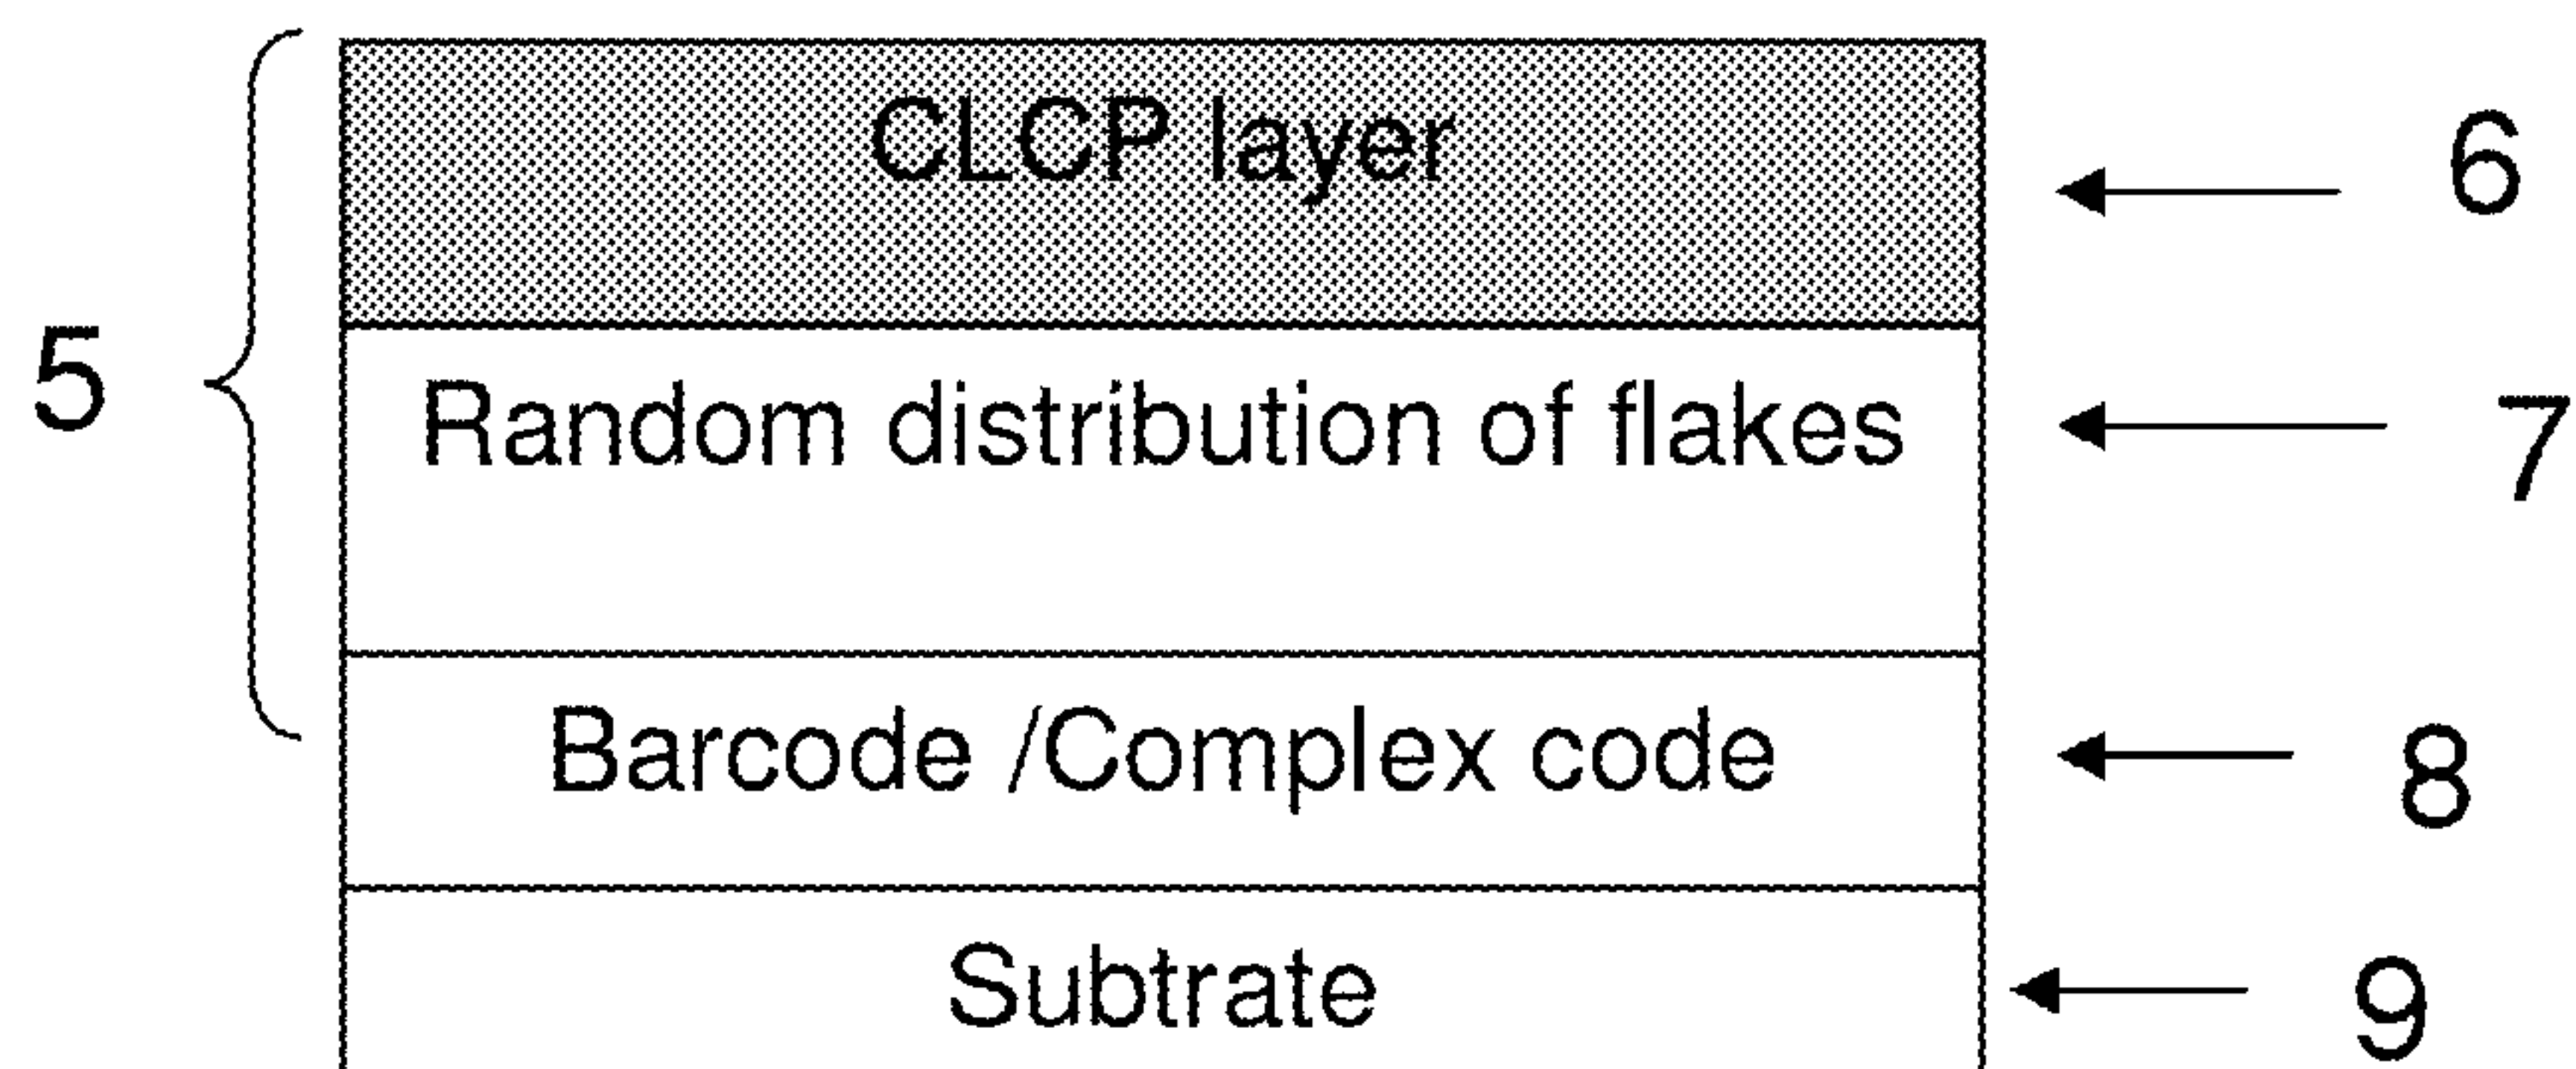 CLCP layer
6
5
Random distribution of flakes
7
Barcode /Complex code
8
Subtrate
9